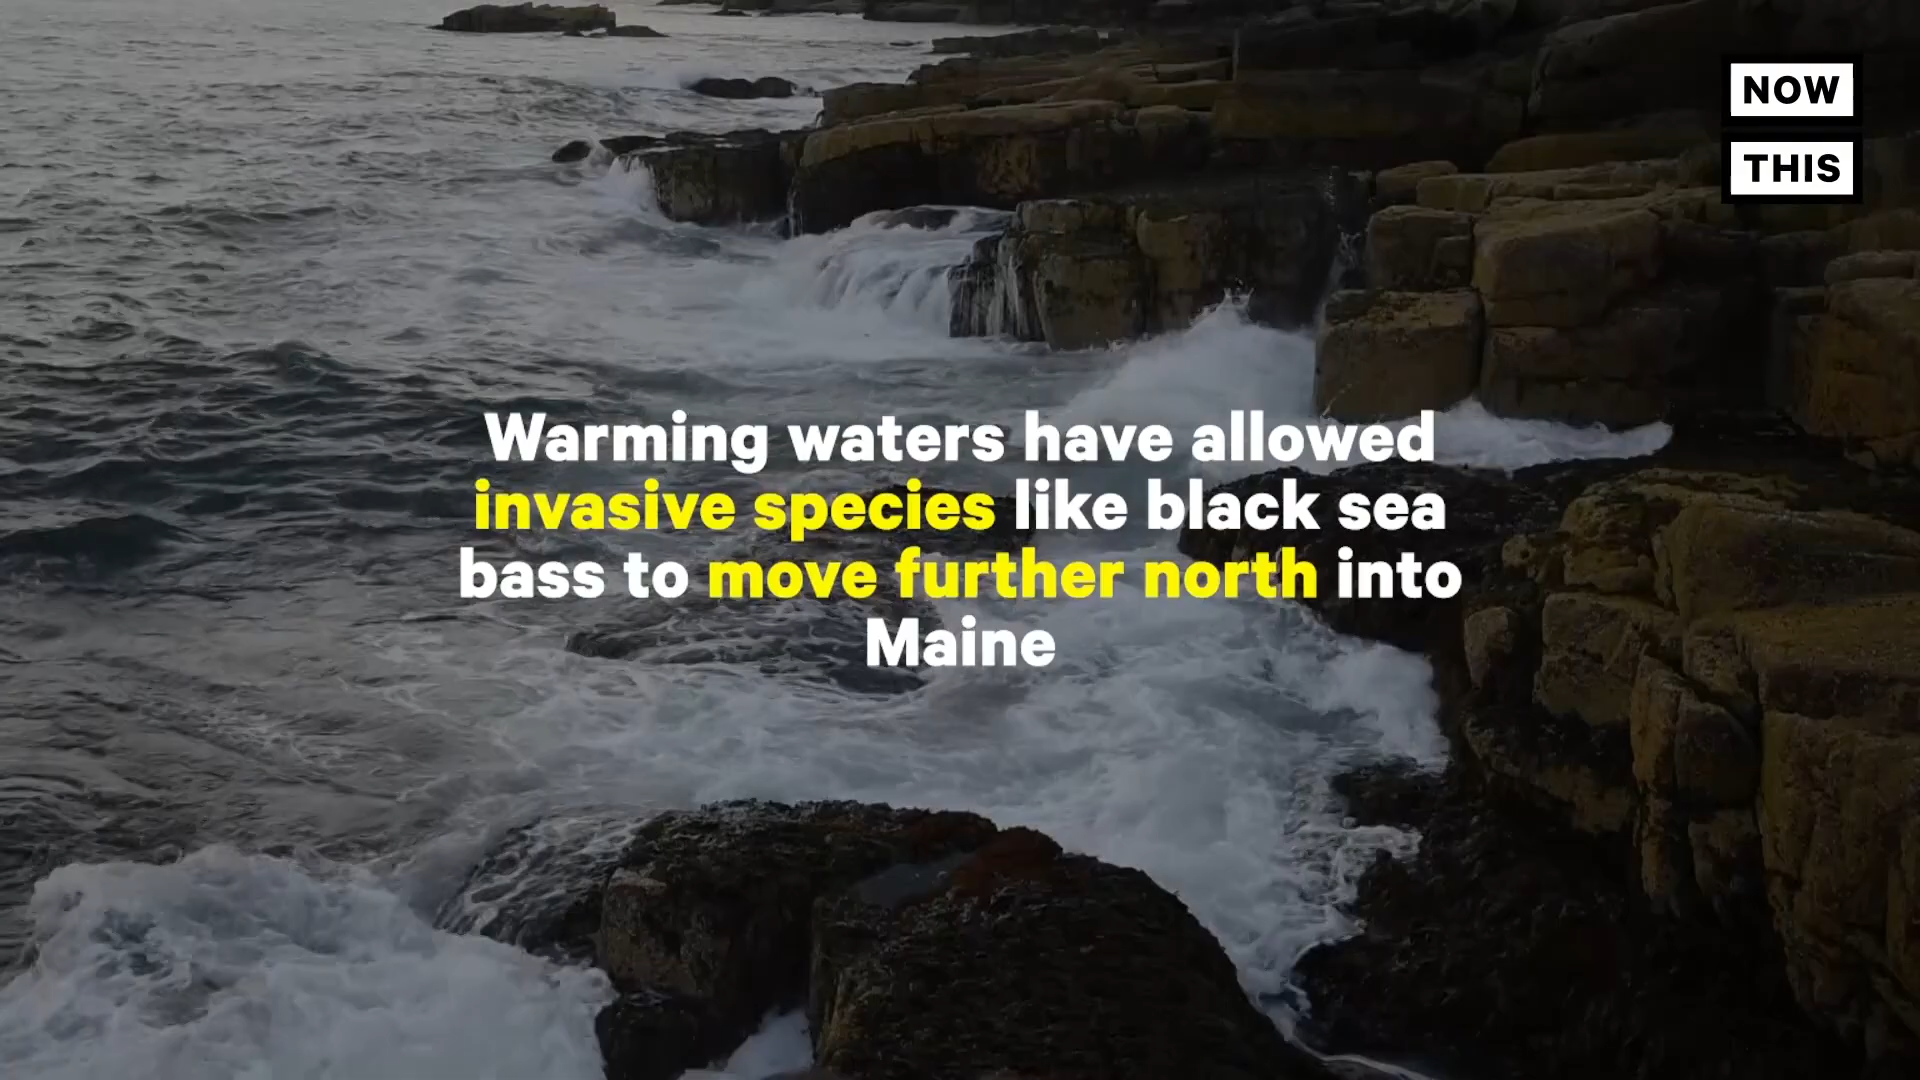 NOW
THIS
Warming waters have allowed
invasive species like black sea
bass to move further north into
Maine